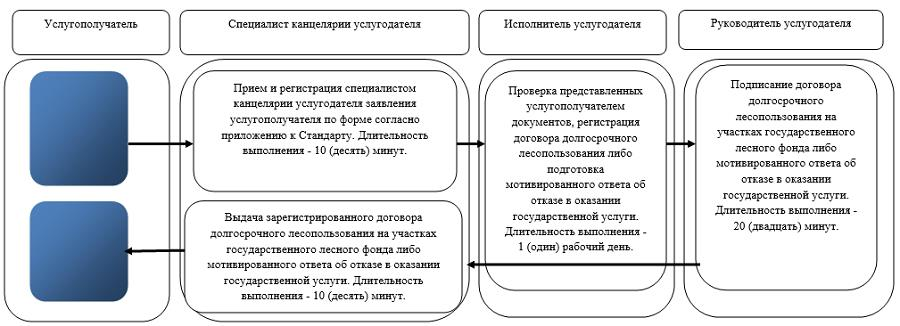 Услугополучатель
Специалист канцелярии услугодателя
Исполнитель услугодателя
Руководитель услугодателя
Прием и регистрация специалистом
канцелярии услугодателя заявления
услугополучателя по форме согласно
приложению к Стандарту. Длительность
выполнения - 10 (десять) минут.
Проверка представленных
услугополучателем
документов, регистрация
договора долгосрочного
лесопользования либо
подготовка
мотивированного ответа об
отказе в оказании
государственной услуги.
Длительность выполнения -
1 (один) рабочий день.
Подписание договора
долгосрочного
лесопользования на
участках государственного
лесного фонда либо
мотивированного ответа об
отказе в оказании
государственной услуги.
Длительность выполнения -
20 (двадцать) минут.
Выдача зарегистрированного договора
долгосрочного лесопользования на участках
государственного лесного фонда либо
мотивированного ответа об отказе в оказании
государственной услуги. Длительность
выполнения - 10 (десять) минут.